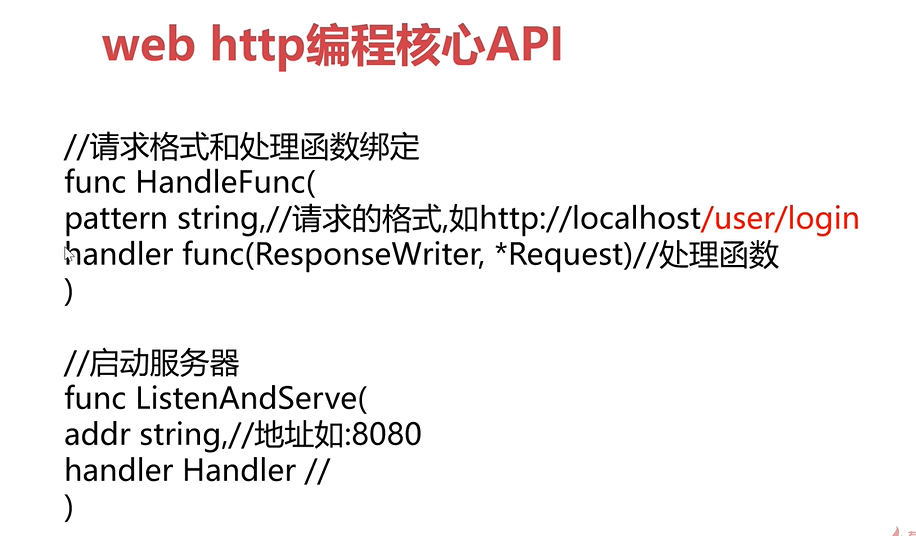 web http编程核心API
//请求格式和处理函数绑定
func HandleFunc(
pattern string,//请求的格式,如http://localhost/user/login
handler func(ResponseWriter, *Request)//处理函数
)
//启动服务器
func ListenAndServe(
addr string,//地址如:8080
handler Handler //
)